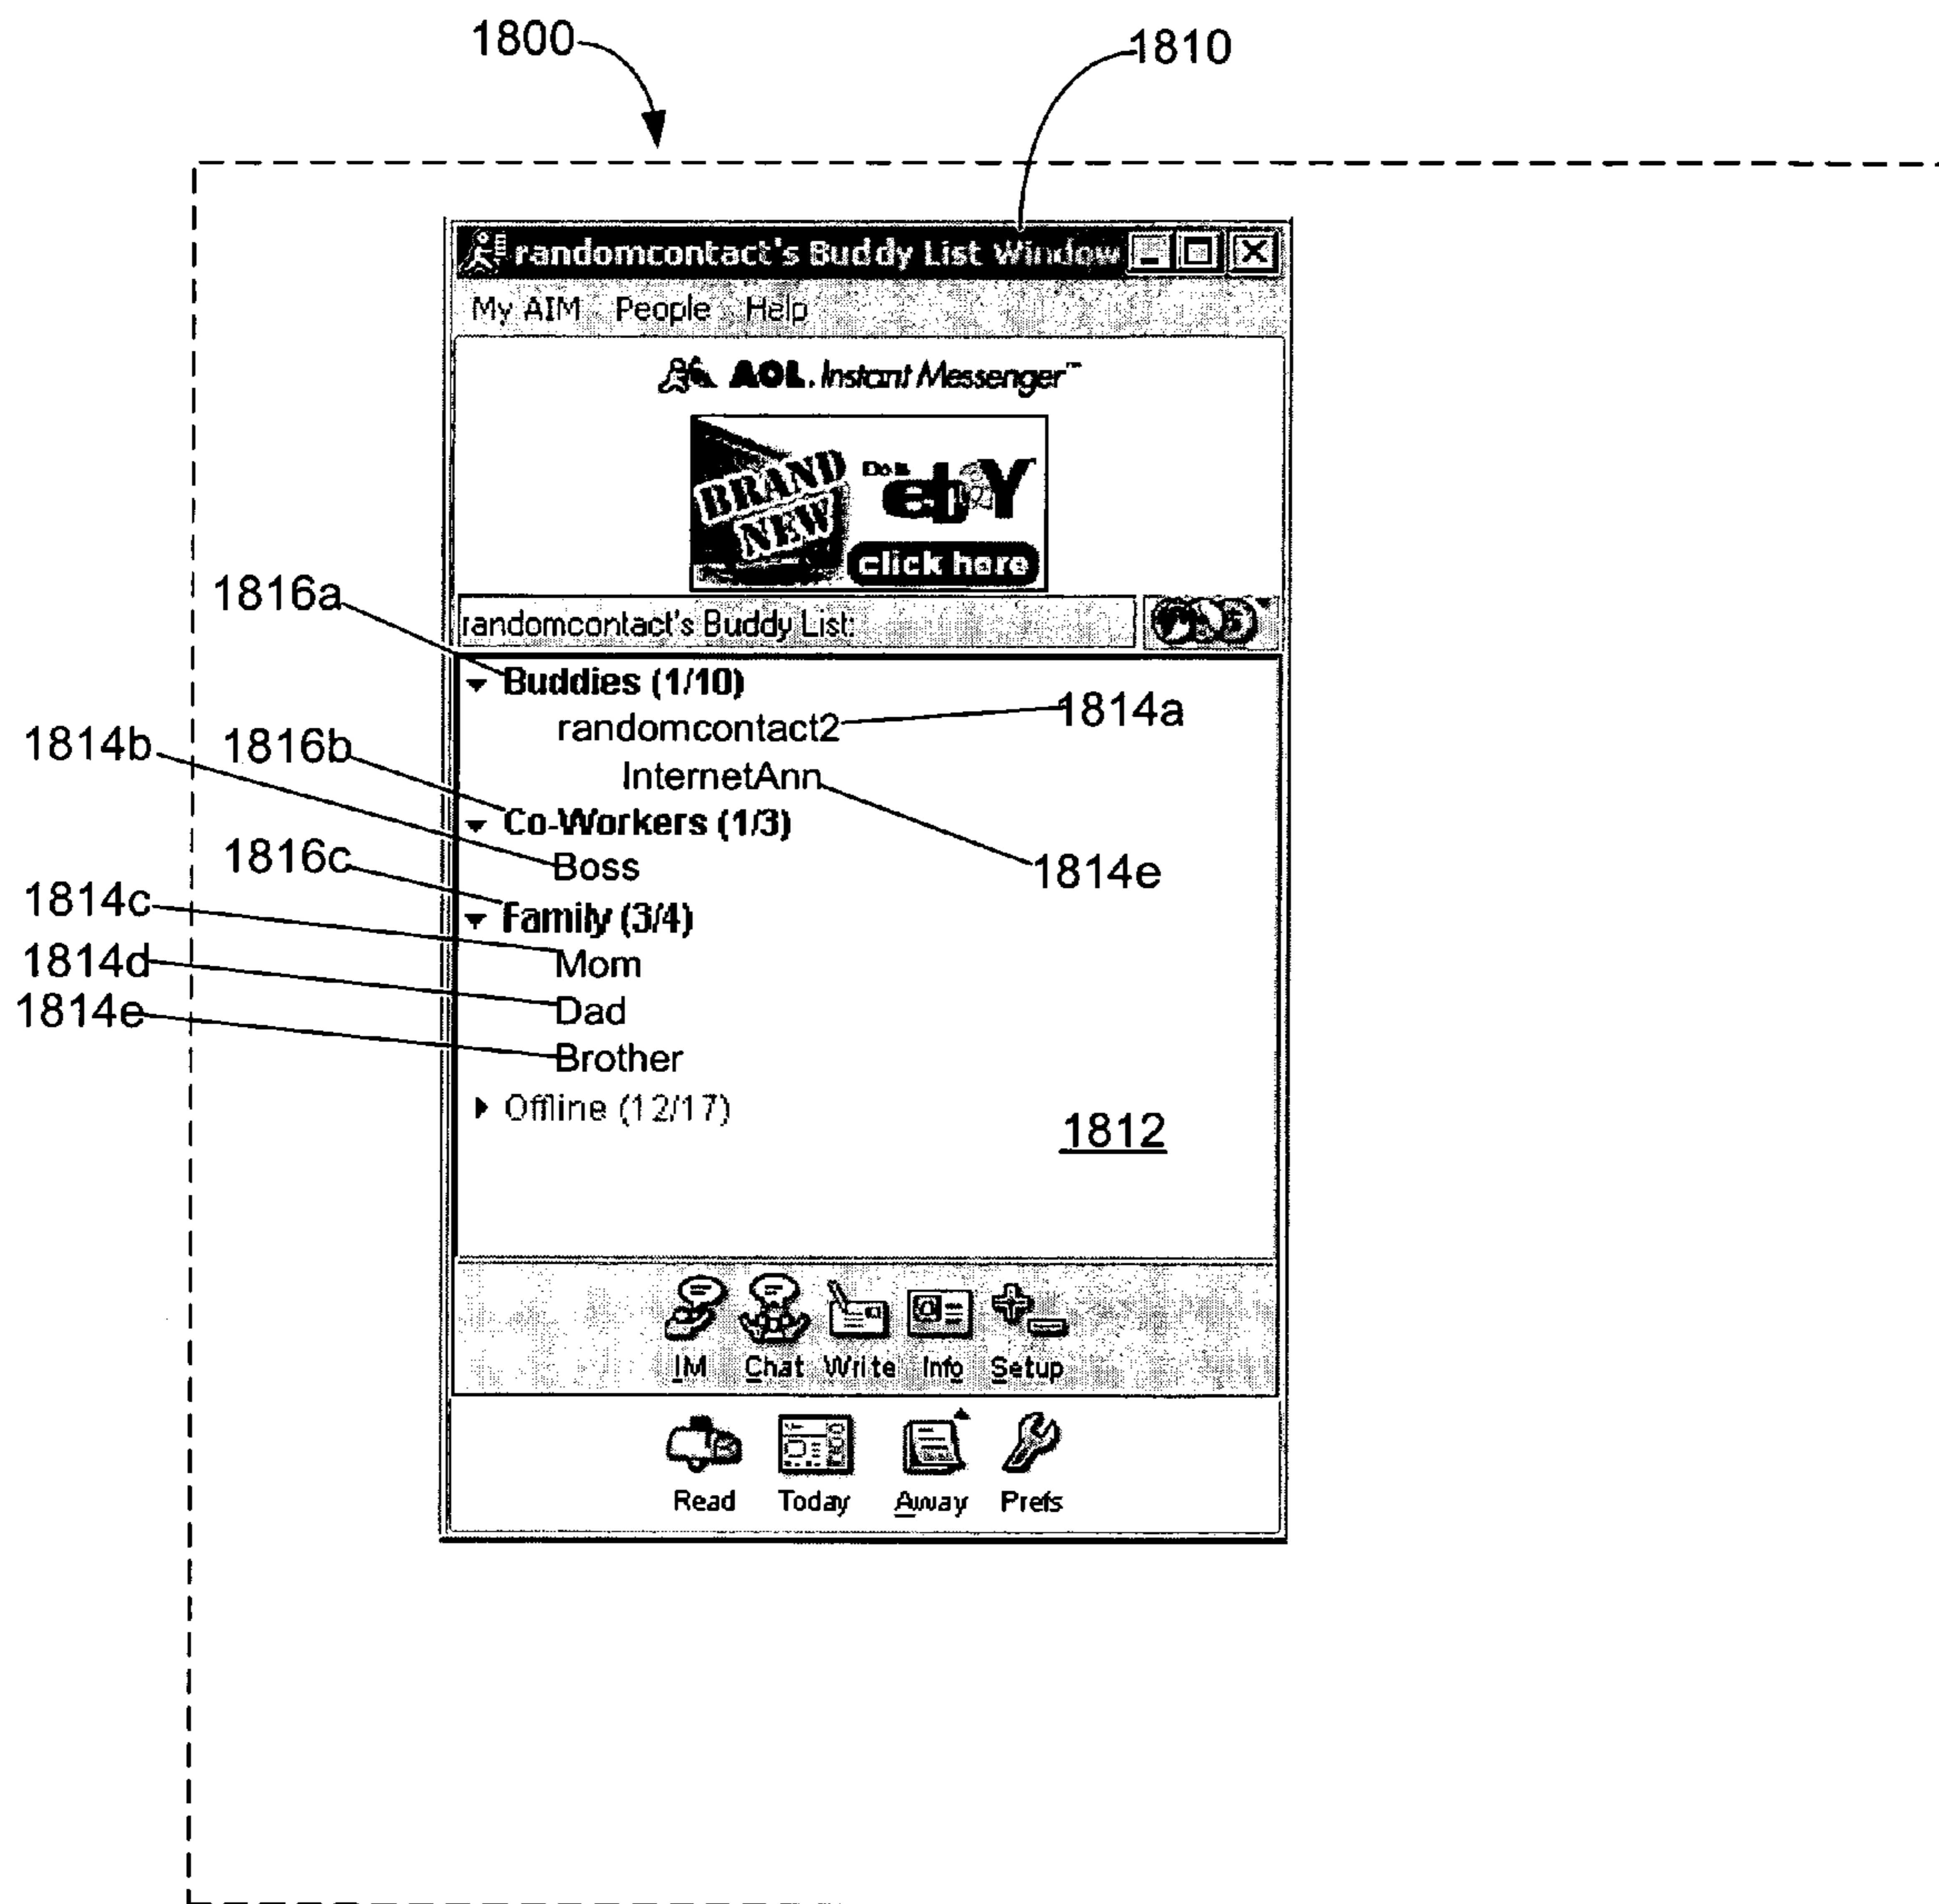 1800 1810
randomcontact's Buddy List Window
My AIM People Help
AOL Instant Messenger™
BRAND NEW
Do it ebY
click here
1816a
randomcontact's Buddy List:
Buddies (1/10)
1814b 1816b randomcontact2 1814a
InternetAnn
Co-Workers (1/3)
1816c Boss 1814e
1814c Family (3/4)
1814d Mom
1814e Dad
Brother
Offline (12/17)
1812
IM Chat Write Info Setup
Read Today Away Prefs